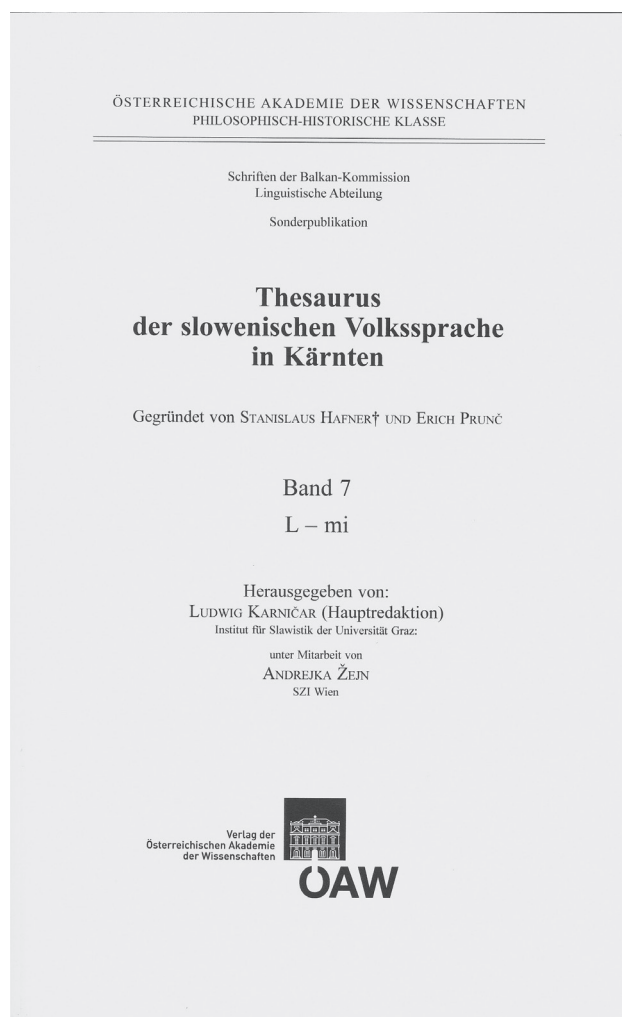 ÖSTERREICHISCHE AKADEMIE DER WISSENSCHAFTEN
PHILOSOPHISCH-HISTORISCHE KLASSE
Schriften der Balkan-Kommission
Linguistische Abteilung
Sonderpublikation
Thesaurus
der slowenischen Volkssprache
in Kärnten
Gegründet von STANISLAUS HAFNER† UND ERICH PRUNČ
Band 7
L – mi
Herausgegeben von:
LUDWIG KARNIČAR (Hauptredaktion)
Institut für Slawistik der Universität Graz:
unter Mitarbeit von
ANDREJKA ŽEJN
SZI Wien
Verlag der
Österreichischen Akademie
der Wissenschaften
ÖAW